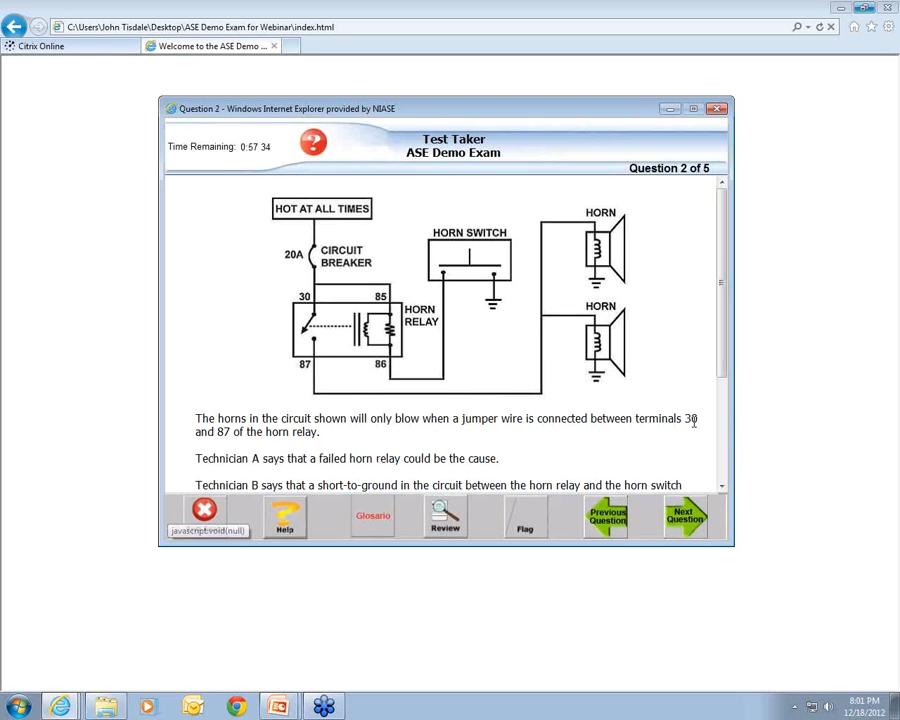 C:\Users\John Tisdale\Desktop\ASE Demo Exam for Webinar\index.html
Citrix Online
Welcome to the ASE Demo ...
Question 2 - Windows Internet Explorer provided by NIASE
Time Remaining: 0:57 34
Test Taker
ASE Demo Exam
Question 2 of 5
HOT AT ALL TIMES
20A
CIRCUIT
BREAKER
HORN SWITCH
HORN
30
85
HORN
RELAY
HORN
87
86
The horns in the circuit shown will only blow when a jumper wire is connected between terminals 30
and 87 of the horn relay.
Technician A says that a failed horn relay could be the cause.
Technician B says that a short-to-ground in the circuit between the horn relay and the horn switch
Help
Glosario
Review
Flag
Previous
Question
Next
Question
javascript:void(null)
8:01 PM
12/18/2012